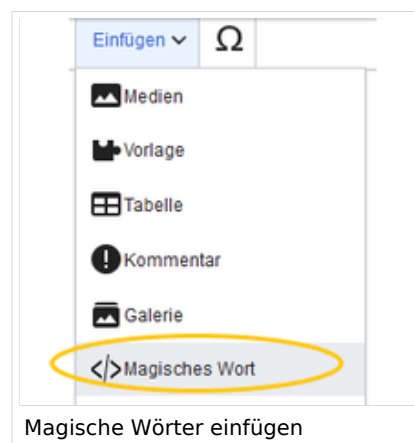 Einfügen Ω
Medien
Vorlage
Tabelle
Kommentar
Galerie
</>Magisches Wort
Magische Wörter einfügen